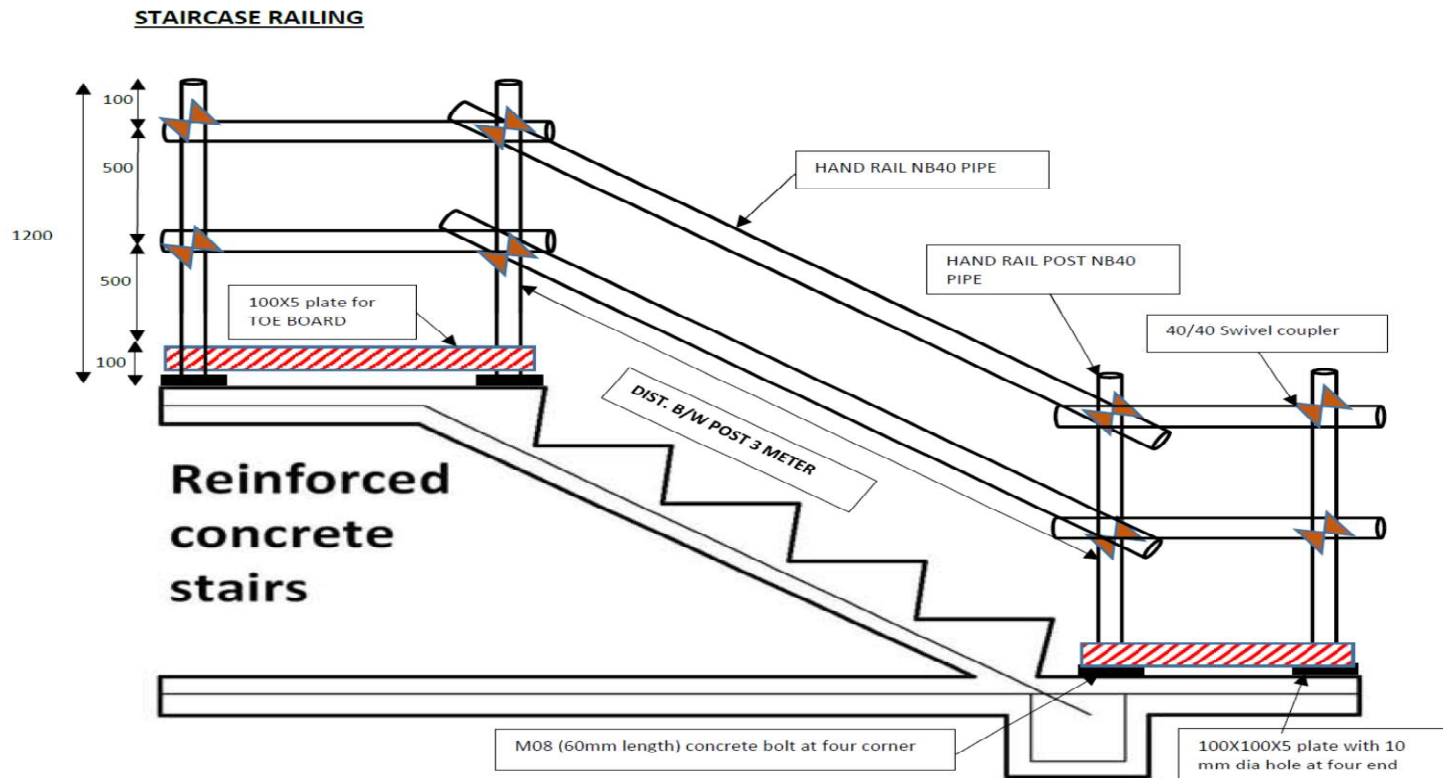 STAIRCASE RAILING
100
500
1200
500
100
HAND RAIL NB40 PIPE
HAND RAIL POST NB40
PIPE
40/40 Swivel coupler
100X5 plate for
TOE BOARD
DIST. B/W POST 3 METER
Reinforced
concrete
stairs
M08 (60mm length) concrete bolt at four corner
100X100X5 plate with 10
mm dia hole at four end